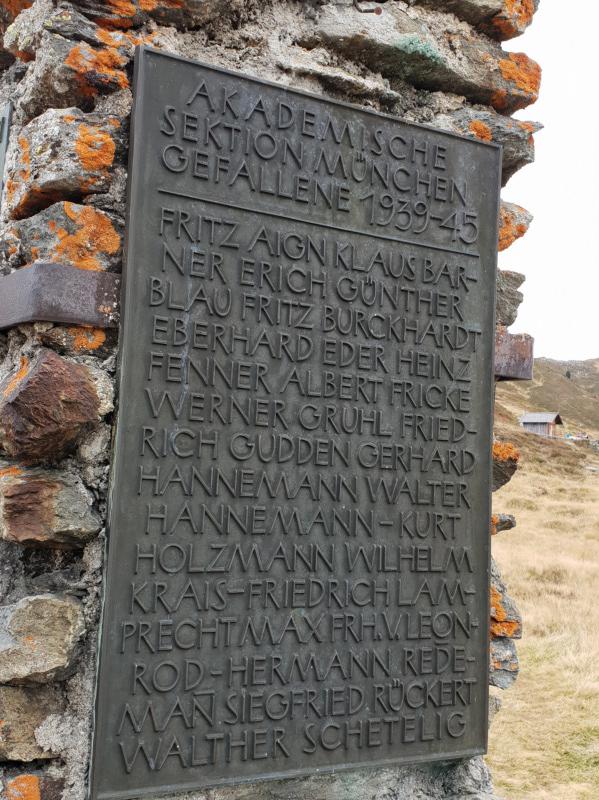 AKADEMISCHE
SEKTION MÜNCHEN
GEFALLENE 1939-45
FRITZ AIGN KLAUS BAR-
NER ERICH GÜNTHER
BLAU FRITZ BURCKHARDT
EBERHARD EDER HEINZ
FENNER ALBERT FRICKE
WERNER GRUHL FRIED-
RICH GUDDEN GERHARD
HANNEMANN WALTER
HANNEMANN-KURT
HOLZMANN WILHELM
KRAIS-FRIEDRICH LAM-
PRECHT MAX FRH.V. LEON-
ROD-HERMANN REDE-
MAN̄ SIEGFRIED RÜCKERT
WALTHER SCHETELIG